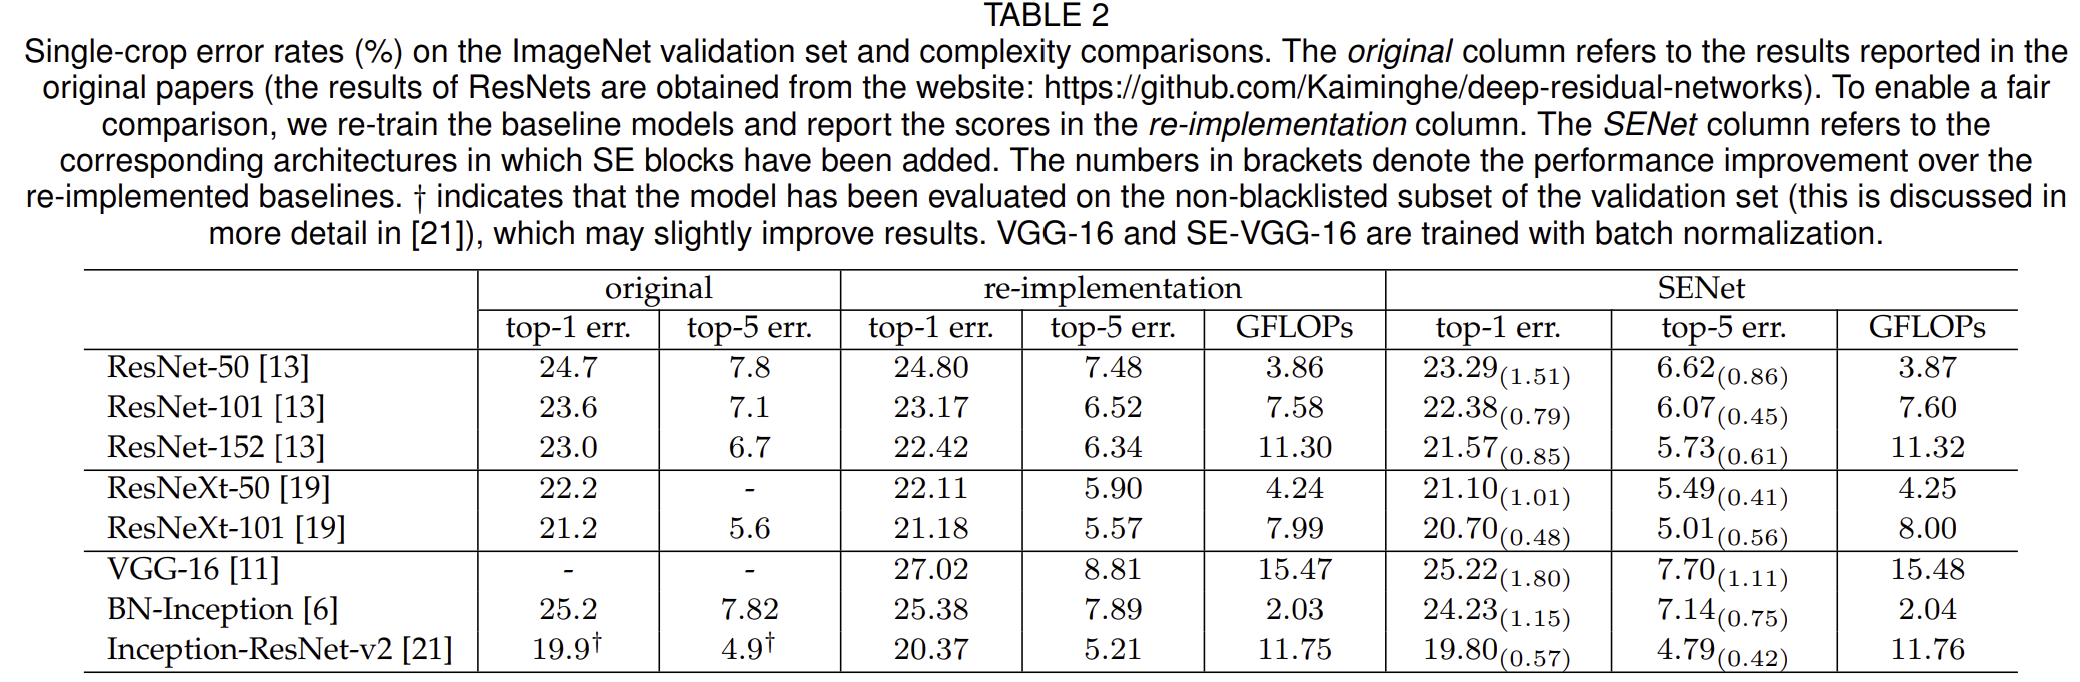 TABLE 2
Single-crop error rates (%) on the ImageNet validation set and complexity comparisons. The original column refers to the results reported in the
original papers (the results of ResNets are obtained from the website: https://github.com/Kaiminghe/deep-residual-networks). To enable a fair
comparison, we re-train the baseline models and report the scores in the re-implementation column. The SENet column refers to the
corresponding architectures in which SE blocks have been added. The numbers in brackets denote the performance improvement over the
re-implemented baselines. † indicates that the model has been evaluated on the non-blacklisted subset of the validation set (this is discussed in
more detail in [21]), which may slightly improve results. VGG-16 and SE-VGG-16 are trained with batch normalization.
original re-implementation SENet
top-1 err. top-5 err. top-1 err. top-5 err. GFLOPs top-1 err. top-5 err. GFLOPs
ResNet-50 [13] 24.7 7.8 24.80 7.48 3.86 23.29(1.51) 6.62(0.86) 3.87
ResNet-101 [13] 23.6 7.1 23.17 6.52 7.58 22.38(0.79) 6.07(0.45) 7.60
ResNet-152 [13] 23.0 6.7 22.42 6.34 11.30 21.57(0.85) 5.73(0.61) 11.32
ResNeXt-50 [19] 22.2 - 22.11 5.90 4.24 21.10(1.01) 5.49(0.41) 4.25
ResNeXt-101 [19] 21.2 5.6 21.18 5.57 7.99 20.70(0.48) 5.01(0.56) 8.00
VGG-16 [11] - - 27.02 8.81 15.47 25.22(1.80) 7.70(1.11) 15.48
BN-Inception [6] 25.2 7.82 25.38 7.89 2.03 24.23(1.15) 7.14(0.75) 2.04
Inception-ResNet-v2 [21] 19.9† 4.9† 20.37 5.21 11.75 19.80(0.57) 4.79(0.42) 11.76